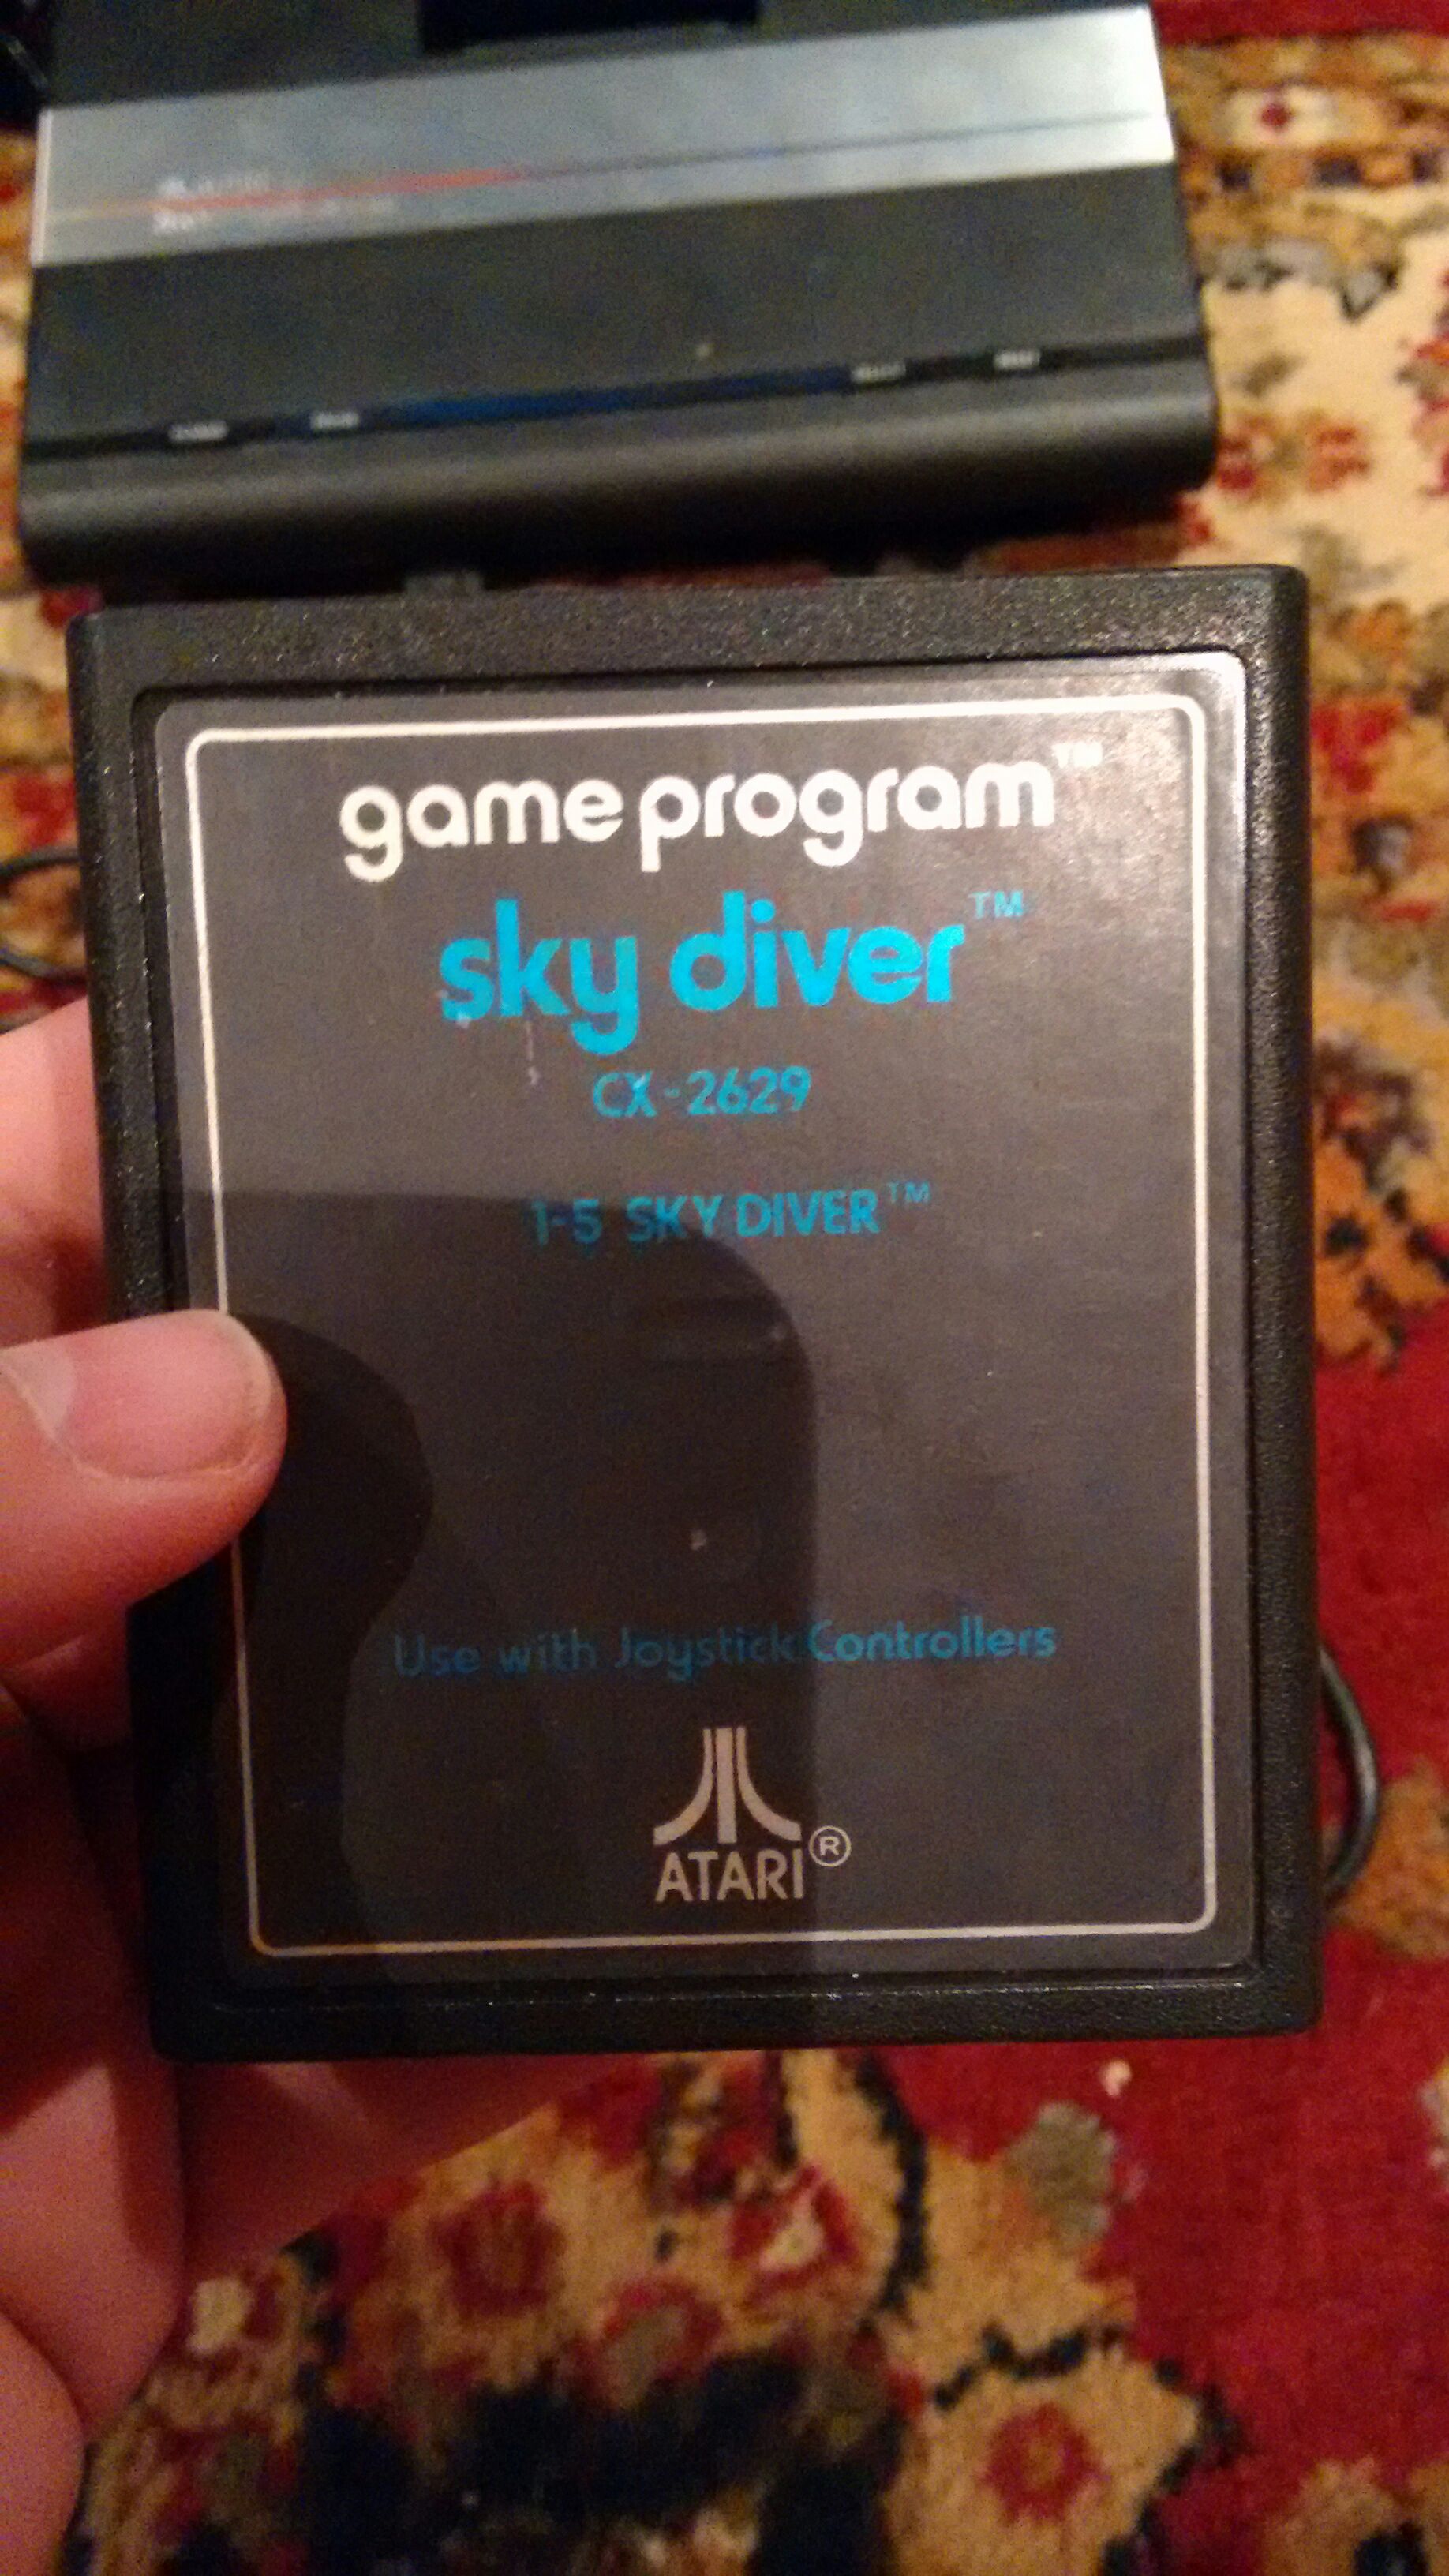 game program™
sky diver™
CX-2629
1-5 SKY DIVER™
Use with Joystick Controllers
ATARI®